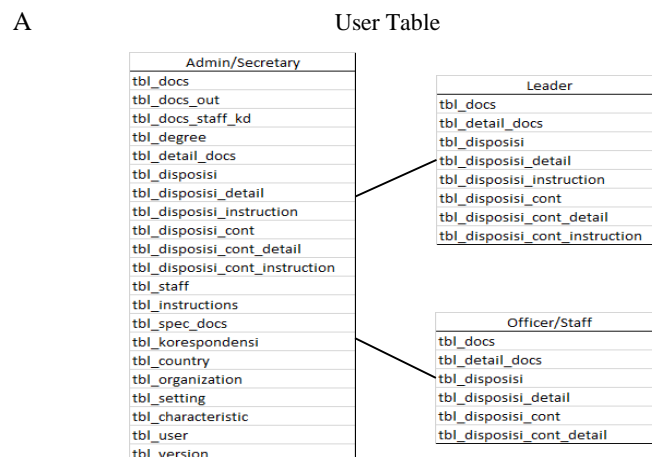 A
User Table
Admin/Secretary
tbl_docs
tbl_docs_out
tbl_docs_staff_kd
tbl_degree
tbl_detail_docs
tbl_disposisi
tbl_disposisi_detail
tbl_disposisi_instruction
tbl_disposisi_cont
tbl_disposisi_cont_detail
tbl_disposisi_cont_instruction
tbl_staff
tbl_instructions
tbl_spec_docs
tbl_korespondensi
tbl_country
tbl_organization
tbl_setting
tbl_characteristic
tbl_user
tbl_version
Leader
tbl_docs
tbl_detail_docs
tbl_disposisi
tbl_disposisi_detail
tbl_disposisi_instruction
tbl_disposisi_cont
tbl_disposisi_cont_detail
tbl_disposisi_cont_instruction
Officer/Staff
tbl_docs
tbl_detail_docs
tbl_disposisi
tbl_disposisi_detail
tbl_disposisi_cont
tbl_disposisi_cont_detail